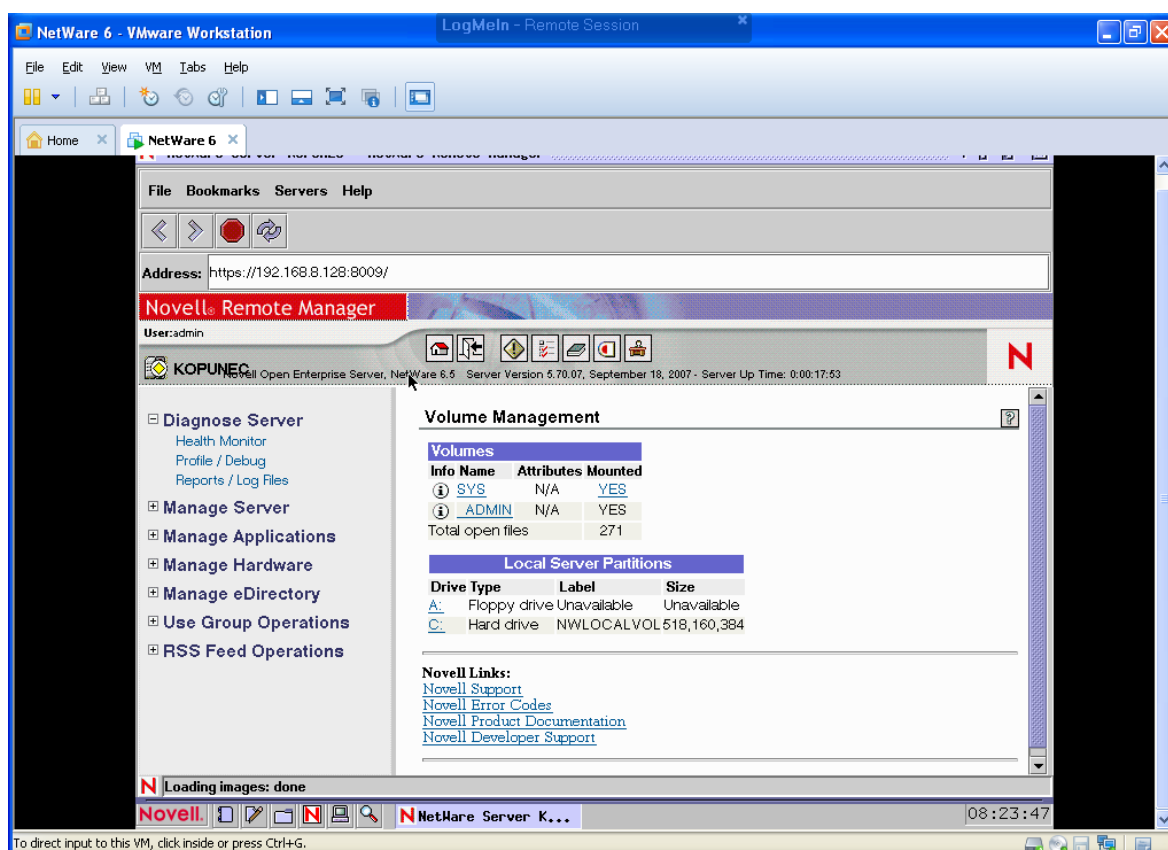 LogMeIn - Remote Session
NetWare 6 - VMware Workstation
File Edit View VM Tabs Help
Home NetWare 6
File Bookmarks Servers Help
Address: https://192.168.8.128:8009/
Novell® Remote Manager
User:admin
KOPUNEC
Novell Open Enterprise Server, NetWare 6.5 Server Version 5.70.07, September 18, 2007 - Server Up Time: 0:00:17:53
N
Diagnose Server
Health Monitor
Profile / Debug
Reports / Log Files
Manage Server
Manage Applications
Manage Hardware
Manage eDirectory
Use Group Operations
RSS Feed Operations
Volume Management
Volumes
Info Name Attributes Mounted
SYS N/A YES
_ADMIN N/A YES
Total open files 271
Local Server Partitions
Drive Type Label Size
A: Floppy drive Unavailable Unavailable
C: Hard drive NWLOCALVOL 518,160,384
Novell Links:
Novell Support
Novell Error Codes
Novell Product Documentation
Novell Developer Support
N Loading images: done
Novell. N NetWare Server K... 08:23:47
To direct input to this VM, click inside or press Ctrl+G.